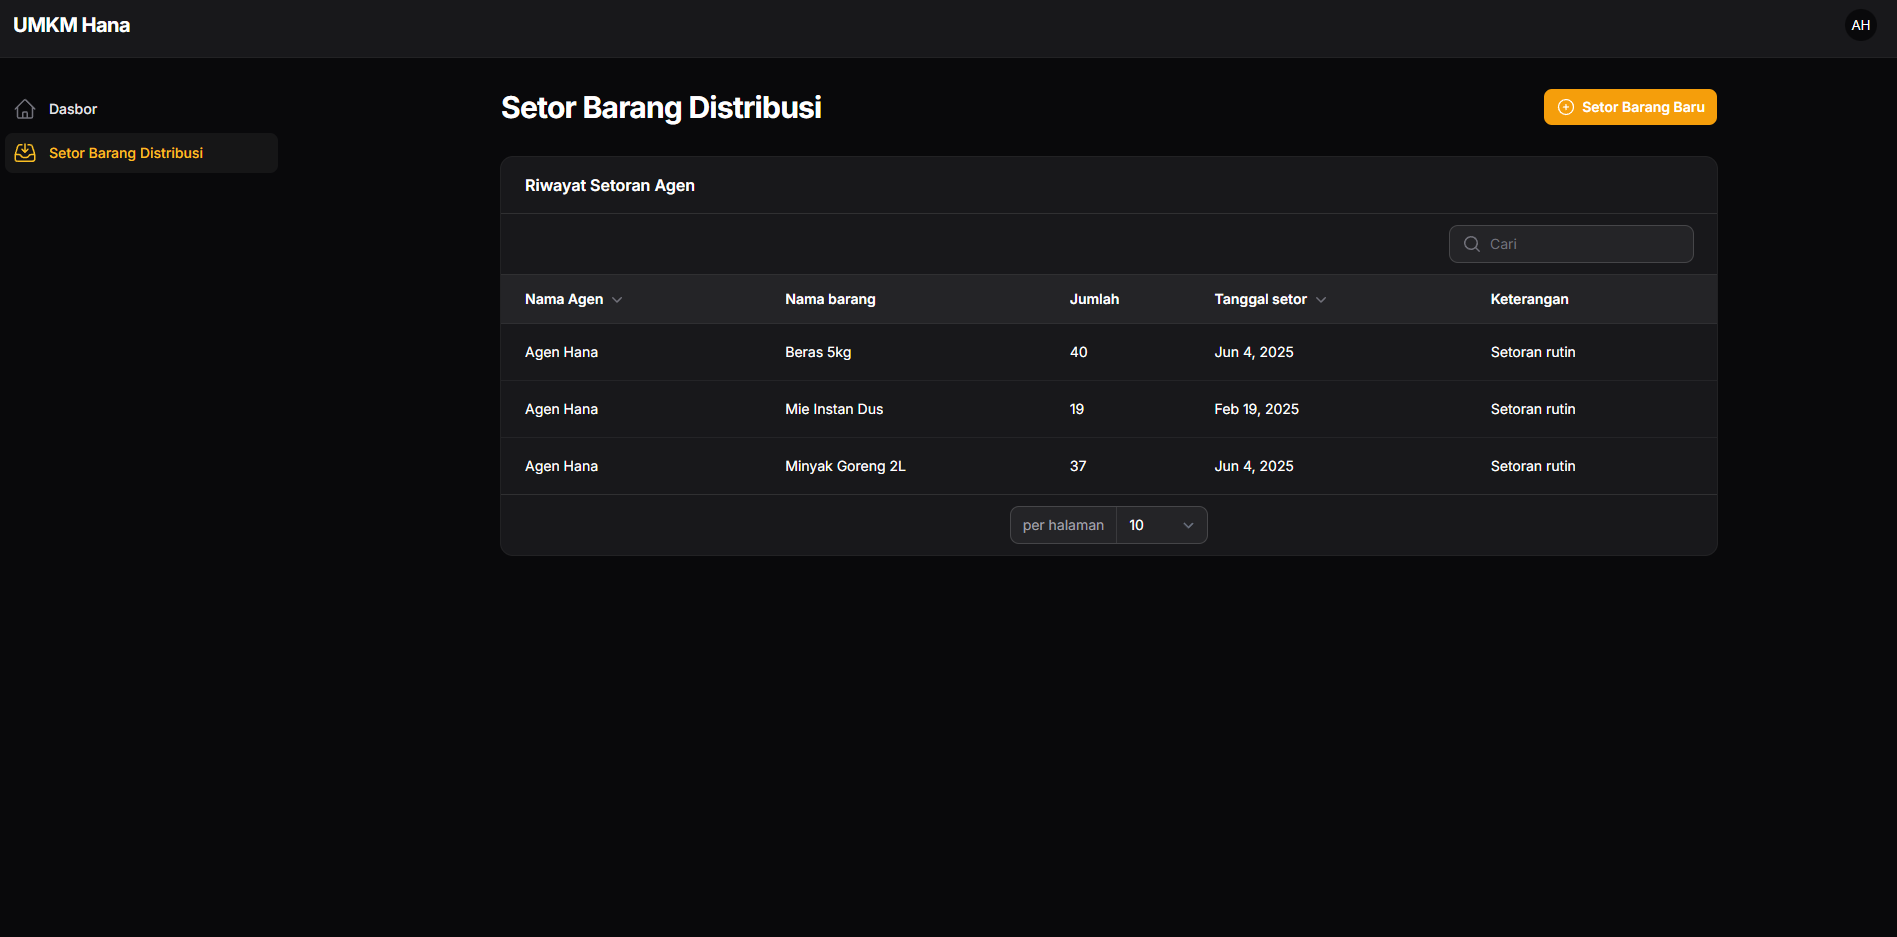 UMKM Hana
AH
Dasbor
Setor Barang Distribusi
Setor Barang Distribusi
Setor Barang Baru
Riwayat Setoran Agen
Cari
Nama Agen Nama barang Jumlah Tanggal setor Keterangan
Agen Hana Beras 5kg 40 Jun 4, 2025 Setoran rutin
Agen Hana Mie Instan Dus 19 Feb 19, 2025 Setoran rutin
Agen Hana Minyak Goreng 2L 37 Jun 4, 2025 Setoran rutin
per halaman 10